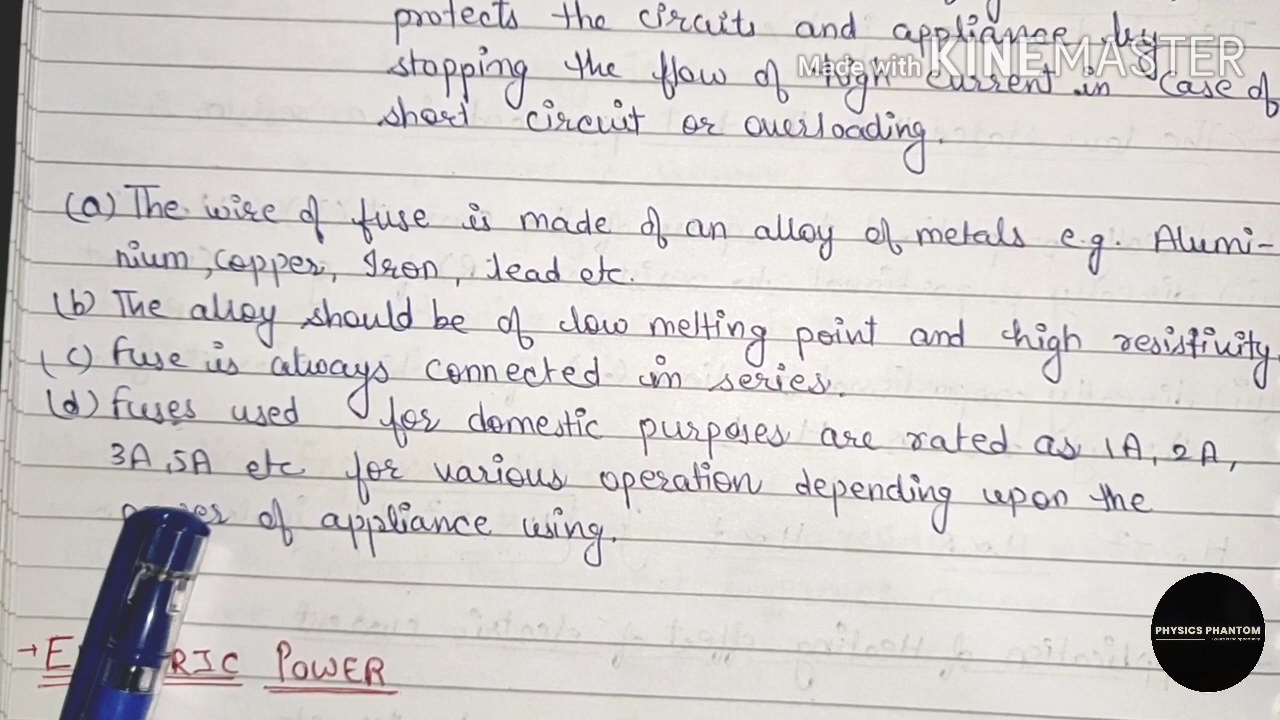 protects the circuits and appliance by
Made with KINEMASTER
stopping the flow of high current in case of
short circuit or overloading.
(a) The wire of fuse is made of an alloy of metals e.g. Alumi-
nium, copper, Iron, lead etc.
(b) The alloy should be of low melting point and high resistivity
(c) Fuse is always connected in series.
(d) Fuses used for domestic purposes are rated as 1A, 2A,
3A, 5A etc for various operation depending upon the
of appliance using.
PHYSICS PHANTOM
→ E RIC POWER